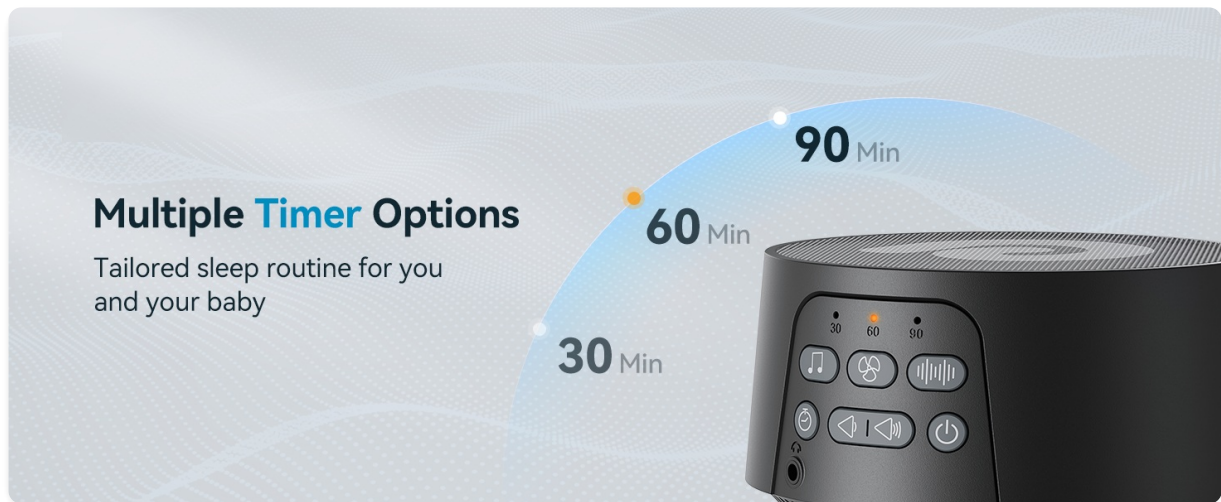 Multiple Timer Options
Tailored sleep routine for you
and your baby
90 Min
60 Min
30 Min
30 60 90